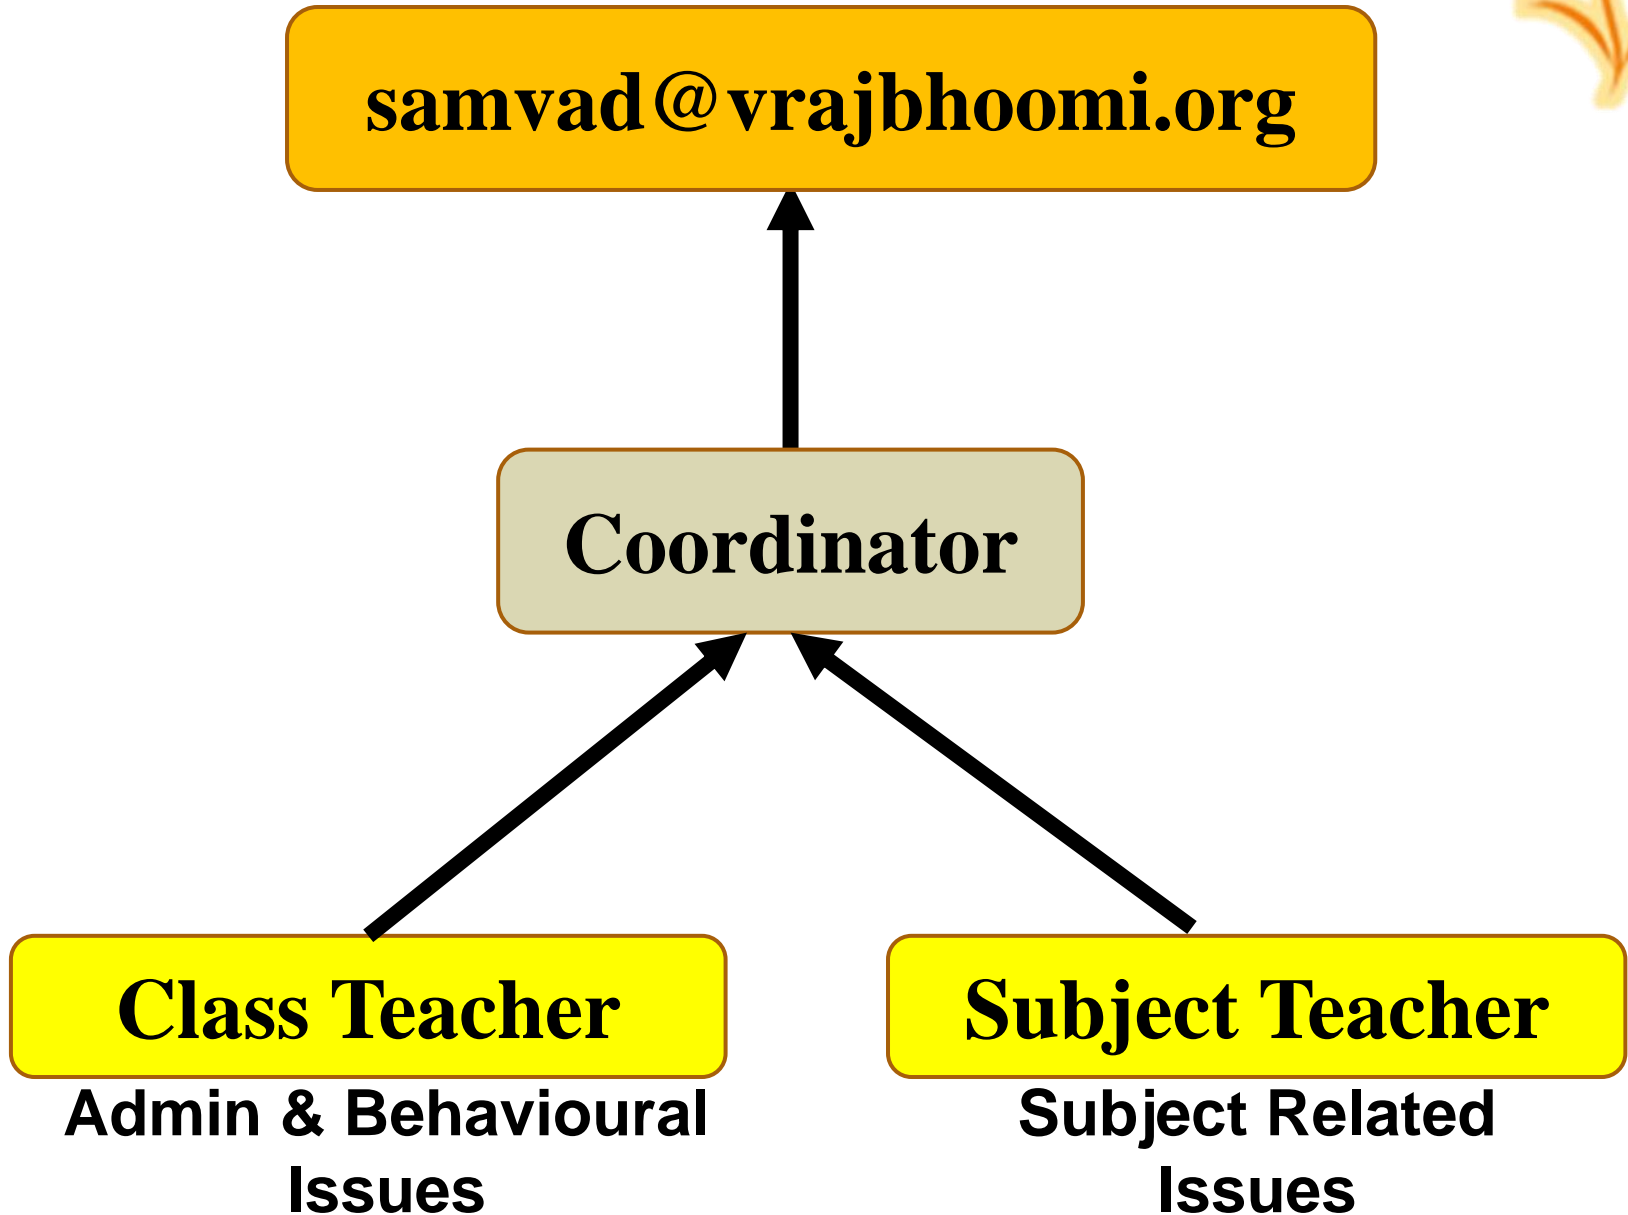 samvad@vrajbhoomi.org
Coordinator
Class Teacher
Admin & Behavioural
Issues
Subject Teacher
Subject Related
Issues